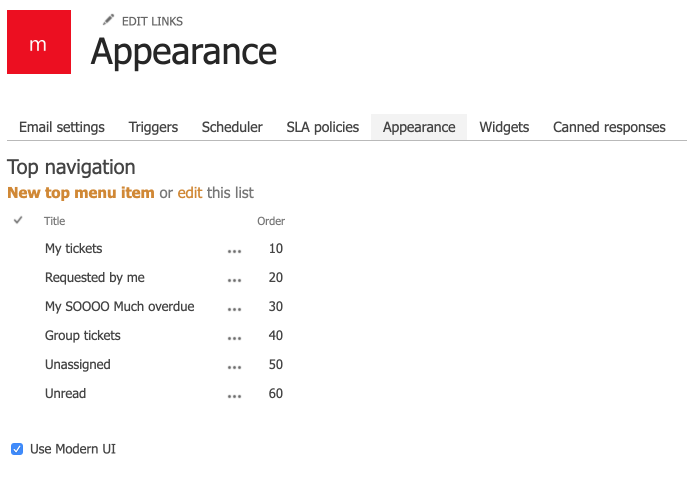 m
EDIT LINKS
Appearance
Email settings Triggers Scheduler SLA policies Appearance Widgets Canned responses
Top navigation
New top menu item or edit this list
Title Order
My tickets ... 10
Requested by me ... 20
My SOOOO Much overdue ... 30
Group tickets ... 40
Unassigned ... 50
Unread ... 60
Use Modern UI